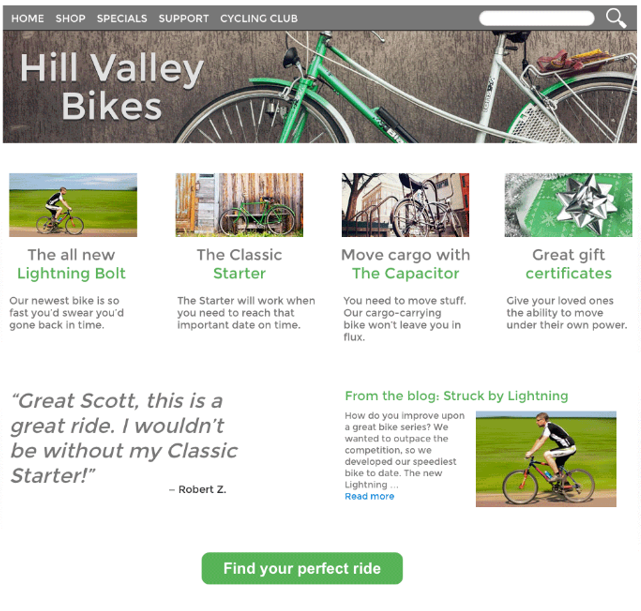 HOME SHOP SPECIALS SUPPORT CYCLING CLUB
Hill Valley
Bikes
The all new
Lightning Bolt
Our newest bike is so
fast you’d swear you’d
gone back in time.
The Classic
Starter
The Starter will work when
you need to reach that
important date on time.
Move cargo with
The Capacitor
You need to move stuff.
Our cargo-carrying
bike won’t leave you in
flux.
Great gift
certificates
Give your loved ones
the ability to move
under their own power.
“Great Scott, this is a
great ride. I wouldn’t
be without my Classic
Starter!”
– Robert Z.
From the blog: Struck by Lightning
How do you improve upon
a great bike series? We
wanted to outpace the
competition, so we
developed our speediest
bike to date. The new
Lightning ...
Read more
Find your perfect ride